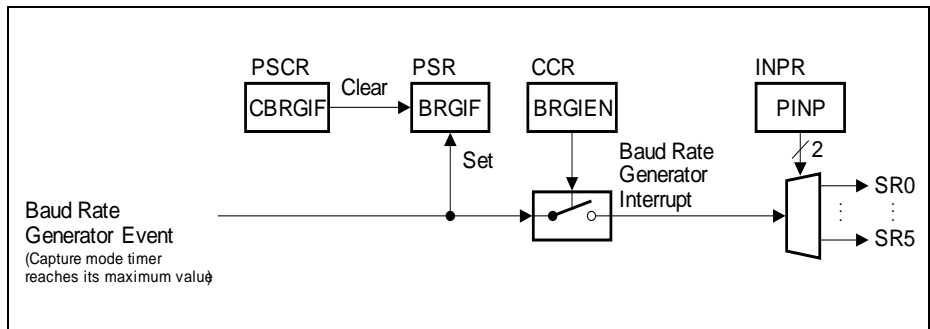 PSCR
PSR
CCR
INPR
Clear
CBRGIF
BRGIF
BRGIEN
PINP
2
Set
Baud Rate
Generator
Interrupt
SR0
SR5
Baud Rate
Generator Event
(Capture mode timer
reaches its maximum value)